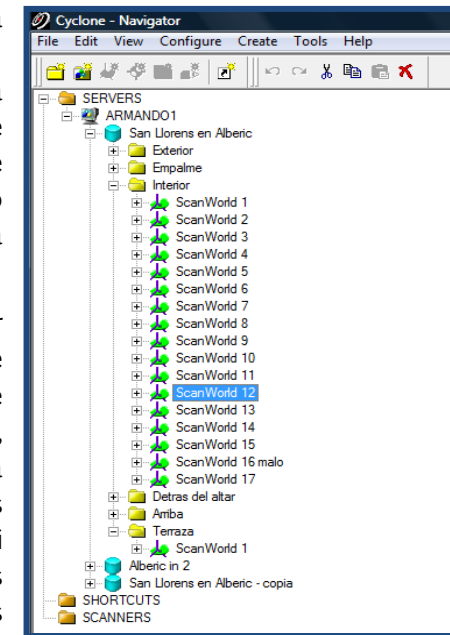 Cyclone - Navigator
File Edit View Configure Create Tools Help
SERVERS
ARMANDO1
San Llorens en Alberic
Exterior
Empalme
Interior
ScanWorld 1
ScanWorld 2
ScanWorld 3
ScanWorld 4
ScanWorld 5
ScanWorld 6
ScanWorld 7
ScanWorld 8
ScanWorld 9
ScanWorld 10
ScanWorld 11
ScanWorld 12
ScanWorld 13
ScanWorld 14
ScanWorld 15
ScanWorld 16 malo
ScanWorld 17
Detras del altar
Arriba
Terraza
ScanWorld 1
Alberic in 2
San Llorens en Alberic - copia
SHORTCUTS
SCANNERS